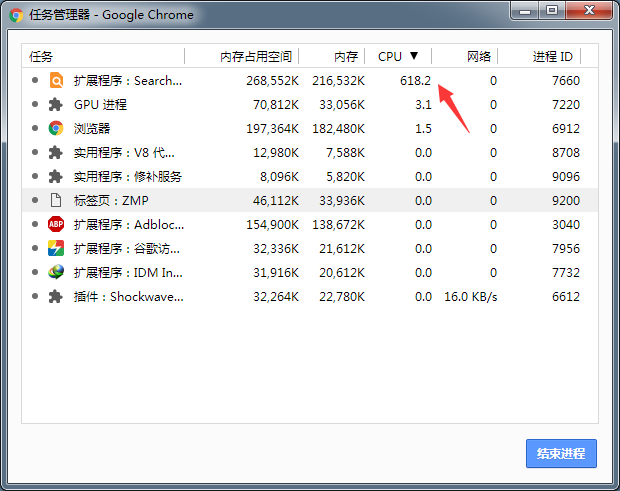 任务管理器 - Google Chrome
任务 内存占用空间 内存 CPU ▼ 网络 进程 ID
扩展程序：Search... 268,552K 216,532K 618.2 0 7660
GPU 进程 70,812K 33,056K 3.1 0 7220
浏览器 197,364K 182,480K 1.5 0 6912
实用程序：V8 代... 12,980K 7,588K 0.0 0 8708
实用程序：修补服务 8,096K 5,820K 0.0 0 9096
标签页：ZMP 46,112K 33,936K 0.0 0 9200
ABP 扩展程序：Adbloc... 154,900K 138,672K 0.0 0 3040
扩展程序：谷歌访... 32,336K 21,612K 0.0 0 7956
扩展程序：IDM In... 31,916K 20,612K 0.0 0 7732
插件：Shockwave... 32,264K 22,780K 0.0 16.0 KB/s 6612
结束进程